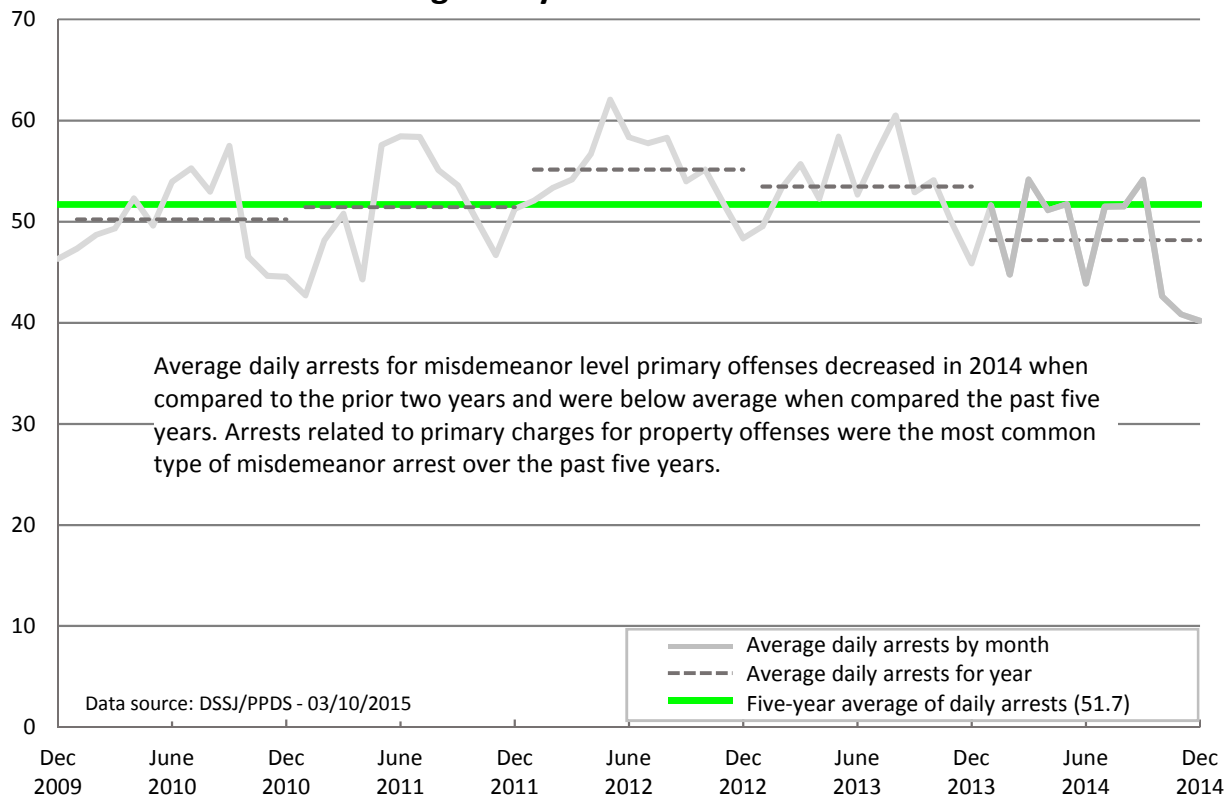 70
60
50
40
30
20
10
0
Average daily arrests for misdemeanor level primary offenses decreased in 2014 when
compared to the prior two years and were below average when compared the past five
years. Arrests related to primary charges for property offenses were the most common
type of misdemeanor arrest over the past five years.
Average daily arrests by month
Average daily arrests for year
Five-year average of daily arrests (51.7)
Data source: DSSJ/PPDS - 03/10/2015
Dec June Dec June Dec June Dec June Dec June Dec
2009 2010 2010 2011 2011 2012 2012 2013 2013 2014 2014